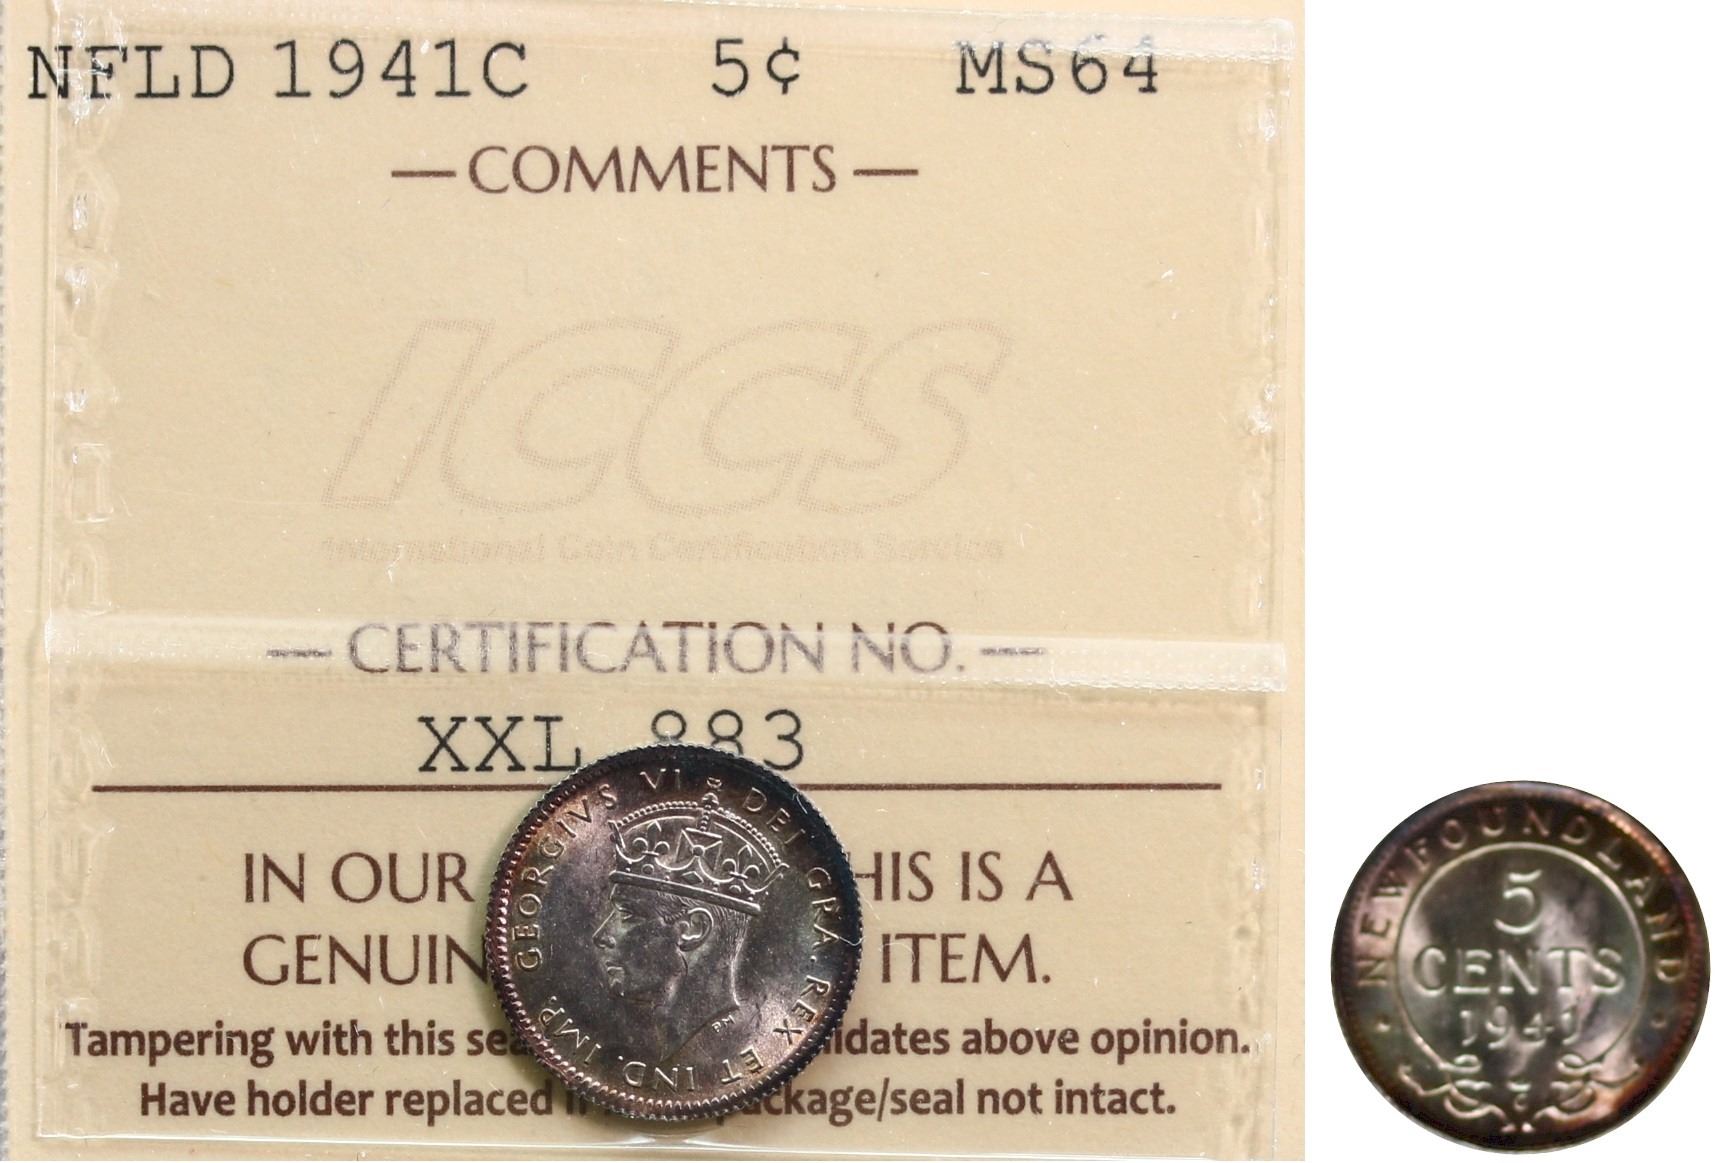 NFLD 1941C 5¢ MS64
— COMMENTS —
ICCS
International Coin Certification Service
— CERTIFICATION NO. —
XXL 883
IN OUR HIS IS A
GENUIN ITEM.
Tampering with this sea idates above opinion.
Have holder replaced i ckage/seal not intact.
GEORGIVS VI DEI GRA. REX ET IND. IMP.
PM
NEWFOUNDLAND
5
CENTS
1941
C